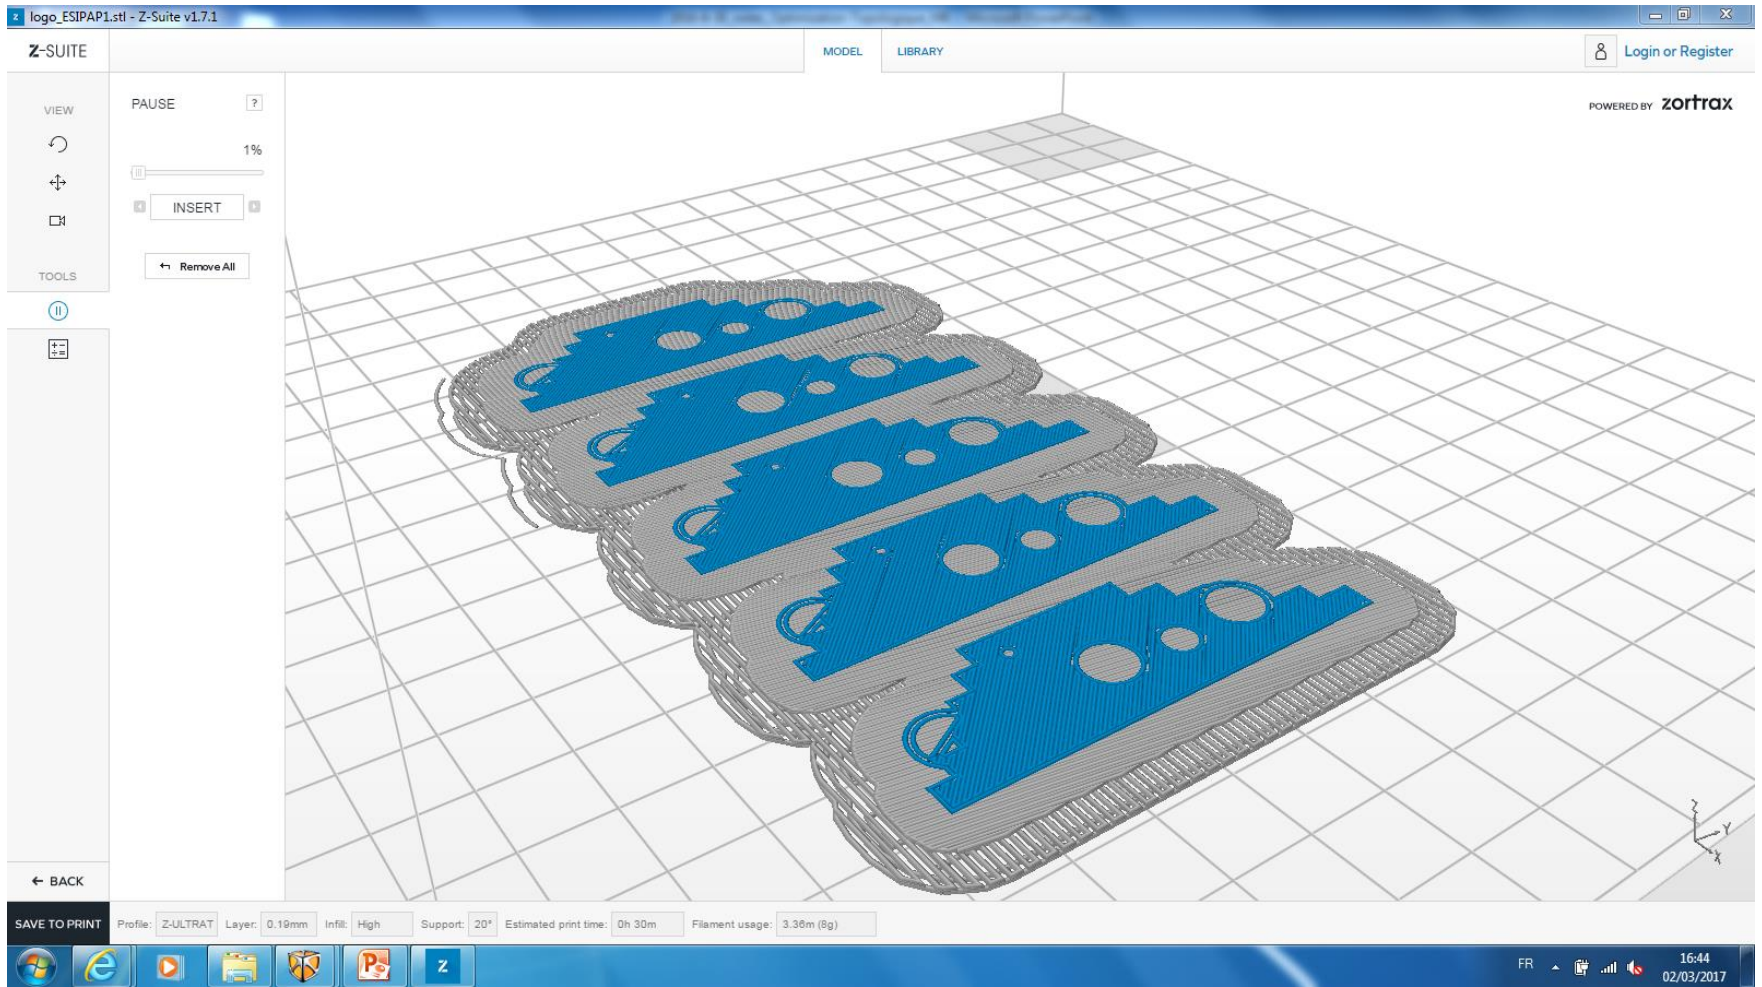 logo_ESIPAP1.stl - Z-Suite v1.7.1
Z-SUITE
MODEL
LIBRARY
Login or Register
VIEW
PAUSE
?
POWERED BY zortrax
1%
INSERT
TOOLS
Remove All
Z
Y
X
← BACK
SAVE TO PRINT
Profile: Z-ULTRAT Layer: 0.19mm Infill: High Support: 20° Estimated print time: 0h 30m Filament usage: 3.36m (8g)
FR
16:44
02/03/2017